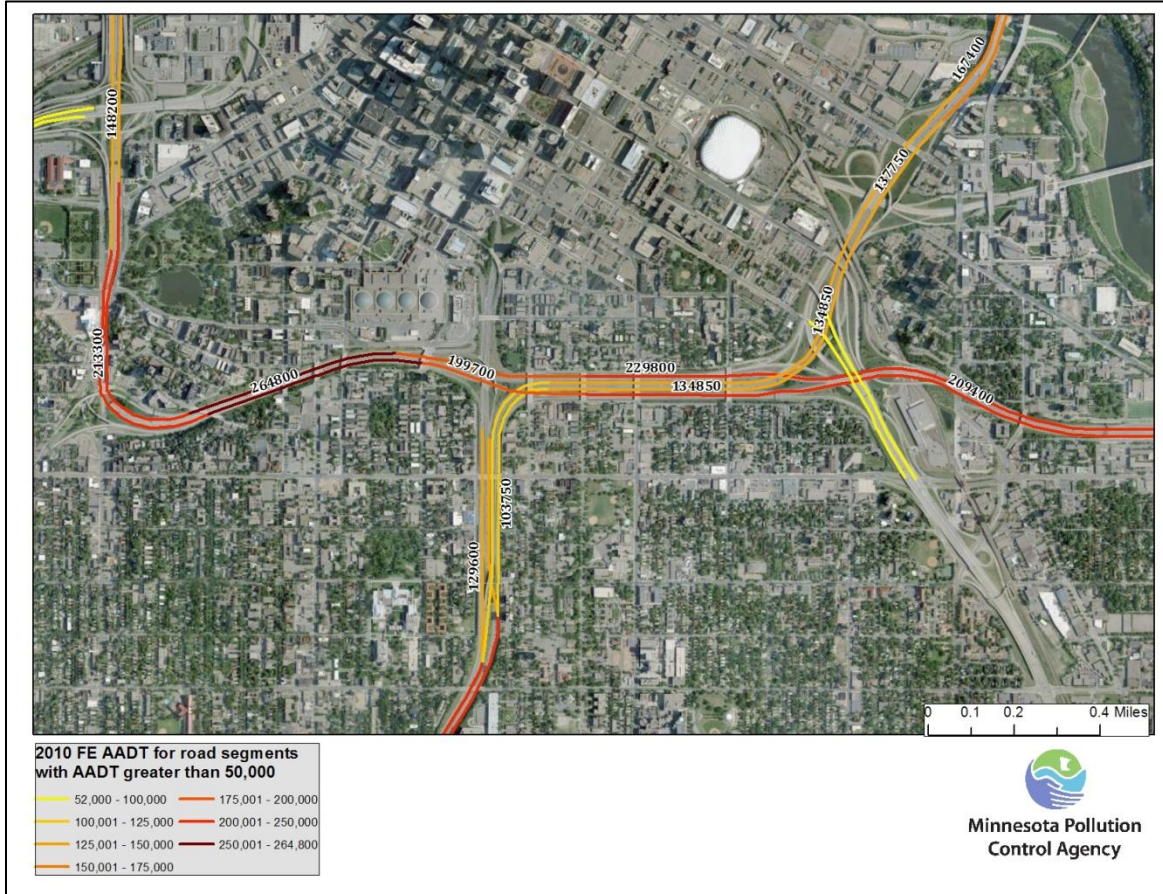 148200
167400
137750
134850
213300
264800
199700
229800
134850
209400
129600
103750
0 0.1 0.2 0.4 Miles
2010 FE AADT for road segments
with AADT greater than 50,000
52,000 - 100,000
100,001 - 125,000
125,001 - 150,000
150,001 - 175,000
175,001 - 200,000
200,001 - 250,000
250,001 - 264,800
Minnesota Pollution
Control Agency